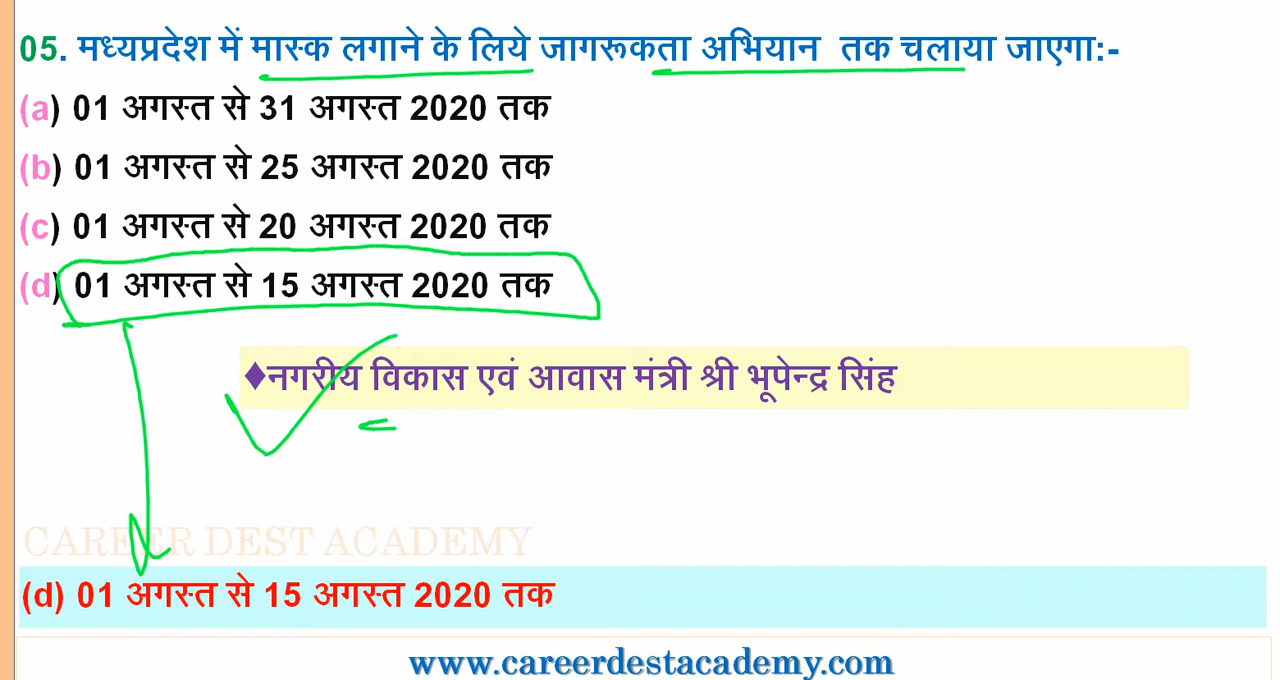 05. मध्यप्रदेश में मास्क लगाने के लिये जागरूकता अभियान तक चलाया जाएगा:-
(a) 01 अगस्त से 31 अगस्त 2020 तक
(b) 01 अगस्त से 25 अगस्त 2020 तक
(c) 01 अगस्त से 20 अगस्त 2020 तक
(d) 01 अगस्त से 15 अगस्त 2020 तक
♦नगरीय विकास एवं आवास मंत्री श्री भूपेन्द्र सिंह
CAREER DEST ACADEMY
(d) 01 अगस्त से 15 अगस्त 2020 तक
www.careerdestacademy.com